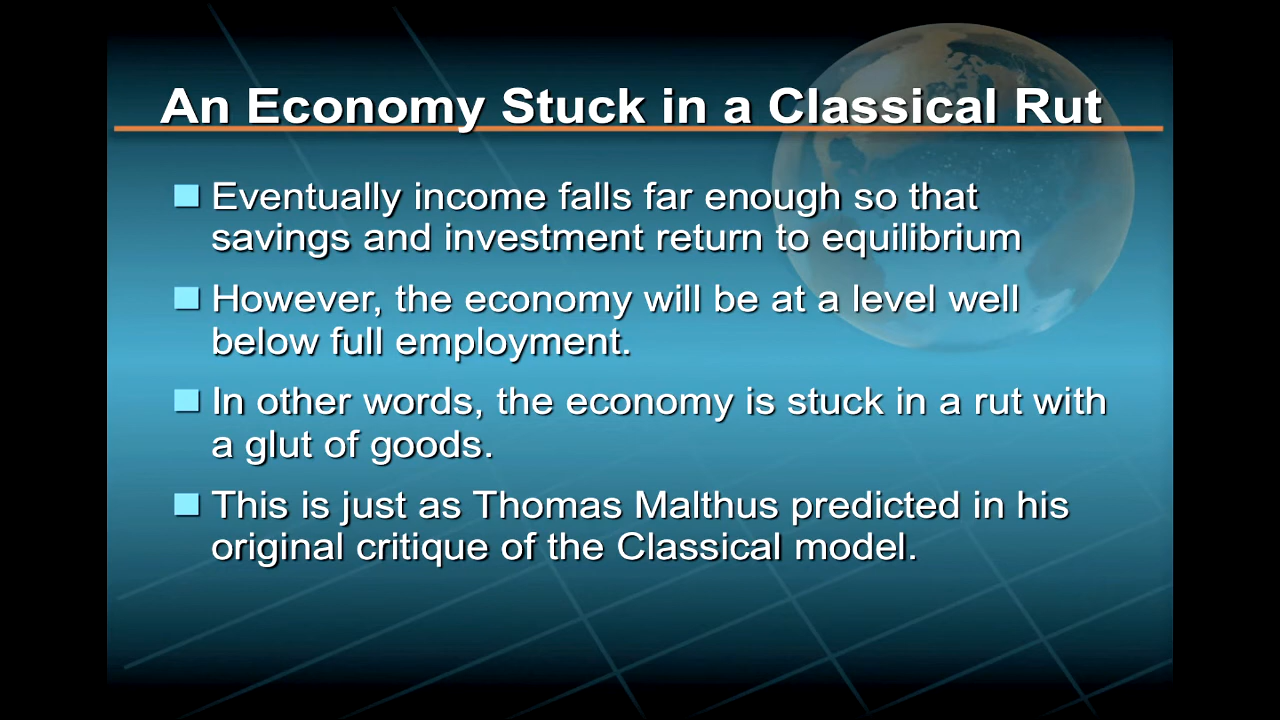 An Economy Stuck in a Classical Rut
Eventually income falls far enough so that
savings and investment return to equilibrium
However, the economy will be at a level well
below full employment.
In other words, the economy is stuck in a rut with
a glut of goods.
This is just as Thomas Malthus predicted in his
original critique of the Classical model.